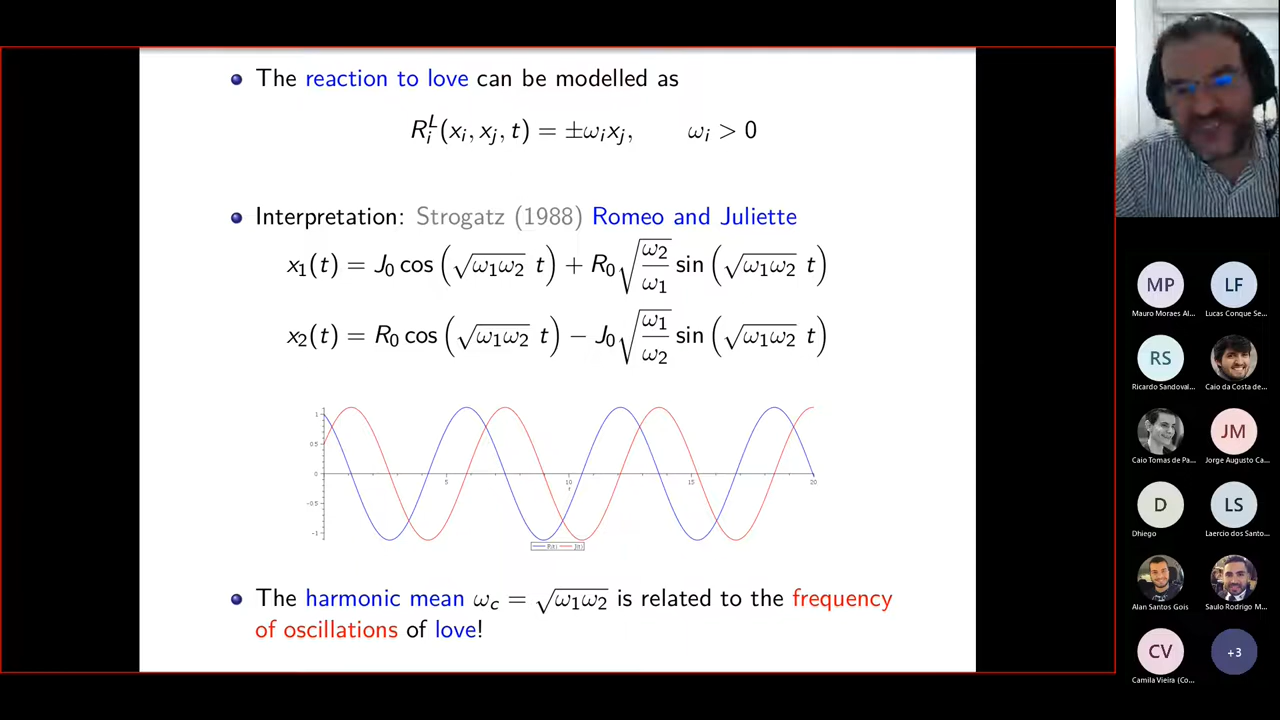 The reaction to love can be modelled as
R_i^L(x_i, x_j, t) = ±ω_i x_j, ω_i > 0
Interpretation: Strogatz (1988) Romeo and Juliette
x_1(t) = J_0 cos (√ω_1ω_2 t) + R_0 √(ω_2/ω_1) sin (√ω_1ω_2 t)
x_2(t) = R_0 cos (√ω_1ω_2 t) − J_0 √(ω_1/ω_2) sin (√ω_1ω_2 t)
1
0.5
0
−0.5
−1
5
10
15
20
t
R(t) J(t)
The harmonic mean ω_c = √ω_1ω_2 is related to the frequency
of oscillations of love!
MP
Mauro Moraes Al...
LF
Lucas Conque Se...
RS
Ricardo Sandoval...
Caio da Costa de...
Caio Tomas de Pa...
JM
Jorge Augusto Ca...
D
Dhiego
LS
Laercio dos Santo...
Alan Santos Gois
Saulo Rodrigo M...
CV
Camila Vieira (Co...
+3